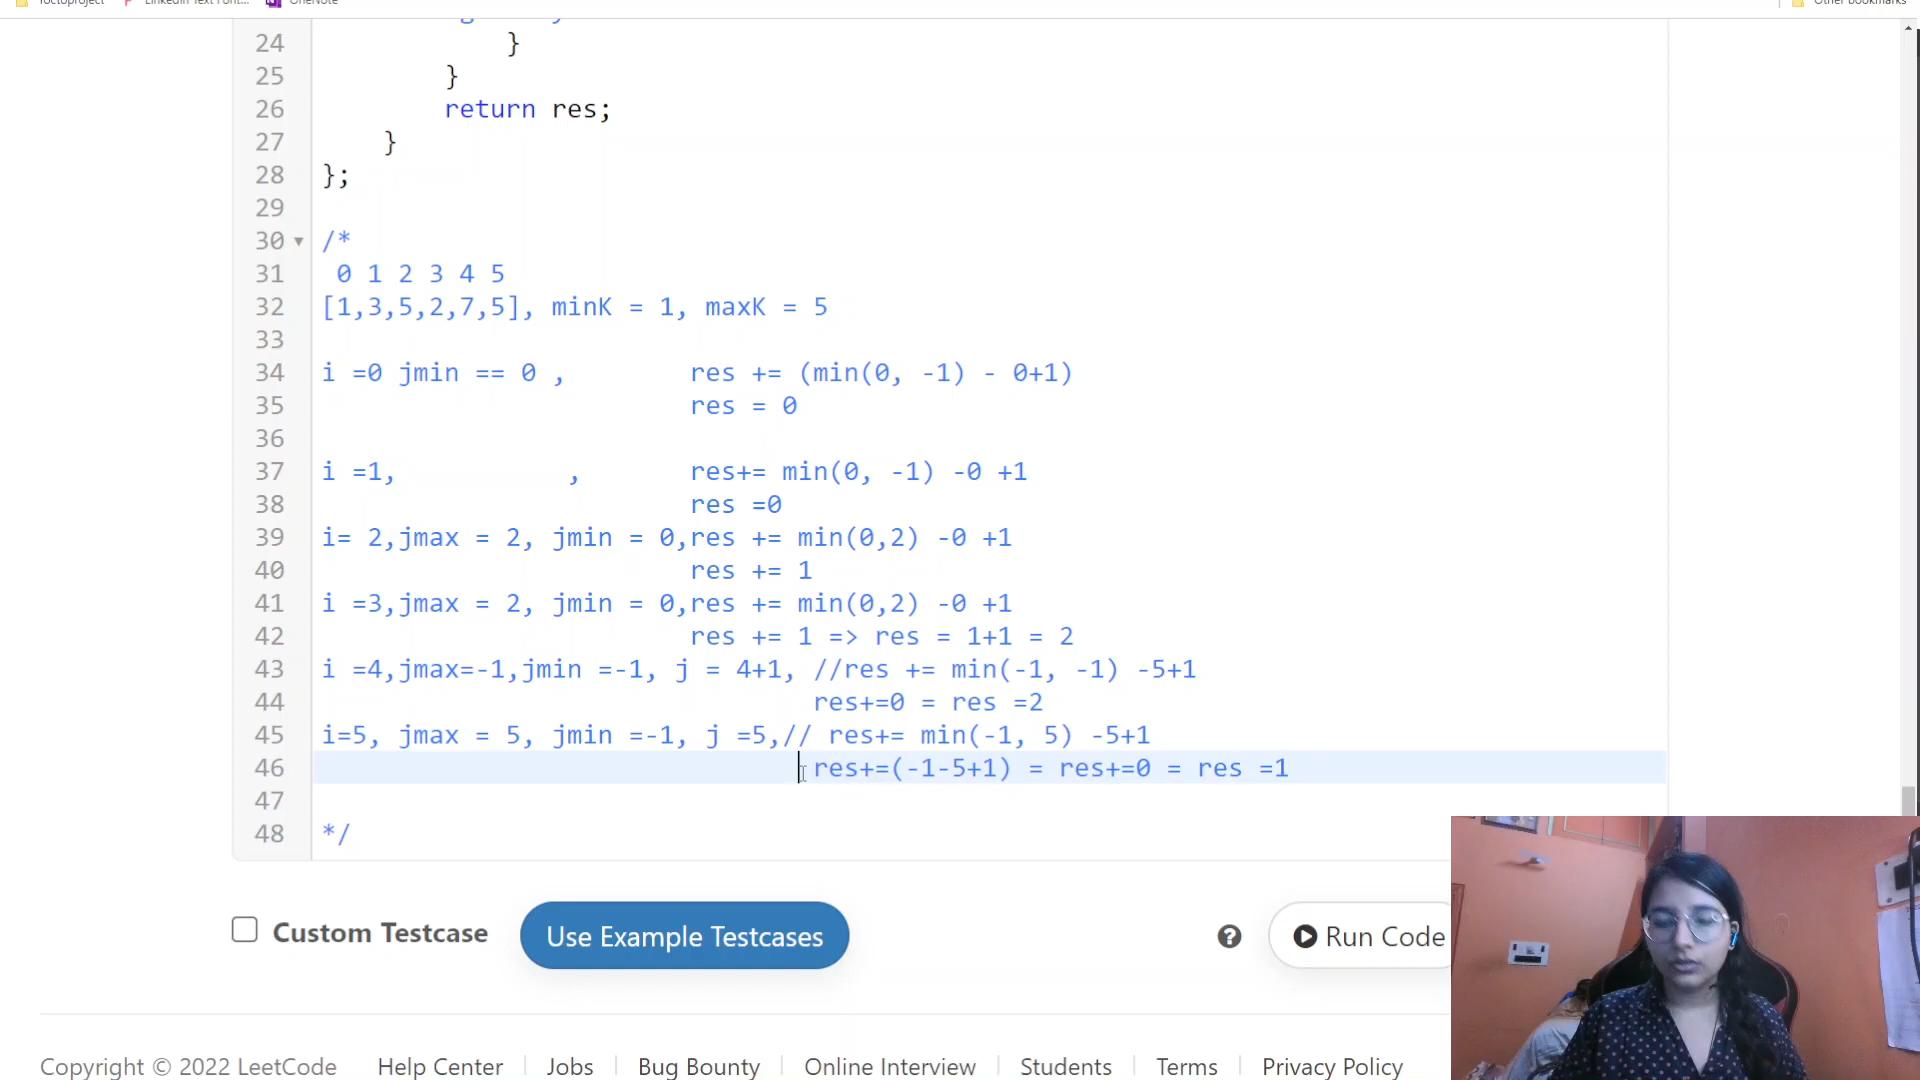 LinkedIn Text Font...
OneNote
Other bookmarks
24 }
25 }
26 return res;
27 }
28 };
29
30 /*
31 0 1 2 3 4 5
32 [1,3,5,2,7,5], minK = 1, maxK = 5
33
34 i =0 jmin == 0 , res += (min(0, -1) - 0+1)
35 res = 0
36
37 i =1, , res+= min(0, -1) -0 +1
38 res =0
39 i= 2,jmax = 2, jmin = 0,res += min(0,2) -0 +1
40 res += 1
41 i =3,jmax = 2, jmin = 0,res += min(0,2) -0 +1
42 res += 1 => res = 1+1 = 2
43 i =4,jmax=-1,jmin =-1, j = 4+1, //res += min(-1, -1) -5+1
44 res+=0 = res =2
45 i=5, jmax = 5, jmin =-1, j =5,// res+= min(-1, 5) -5+1
46 res+=(-1-5+1) = res+=0 = res =1
47
48 */
Custom Testcase Use Example Testcases ? Run Code
Copyright © 2022 LeetCode Help Center Jobs Bug Bounty Online Interview Students Terms Privacy Policy